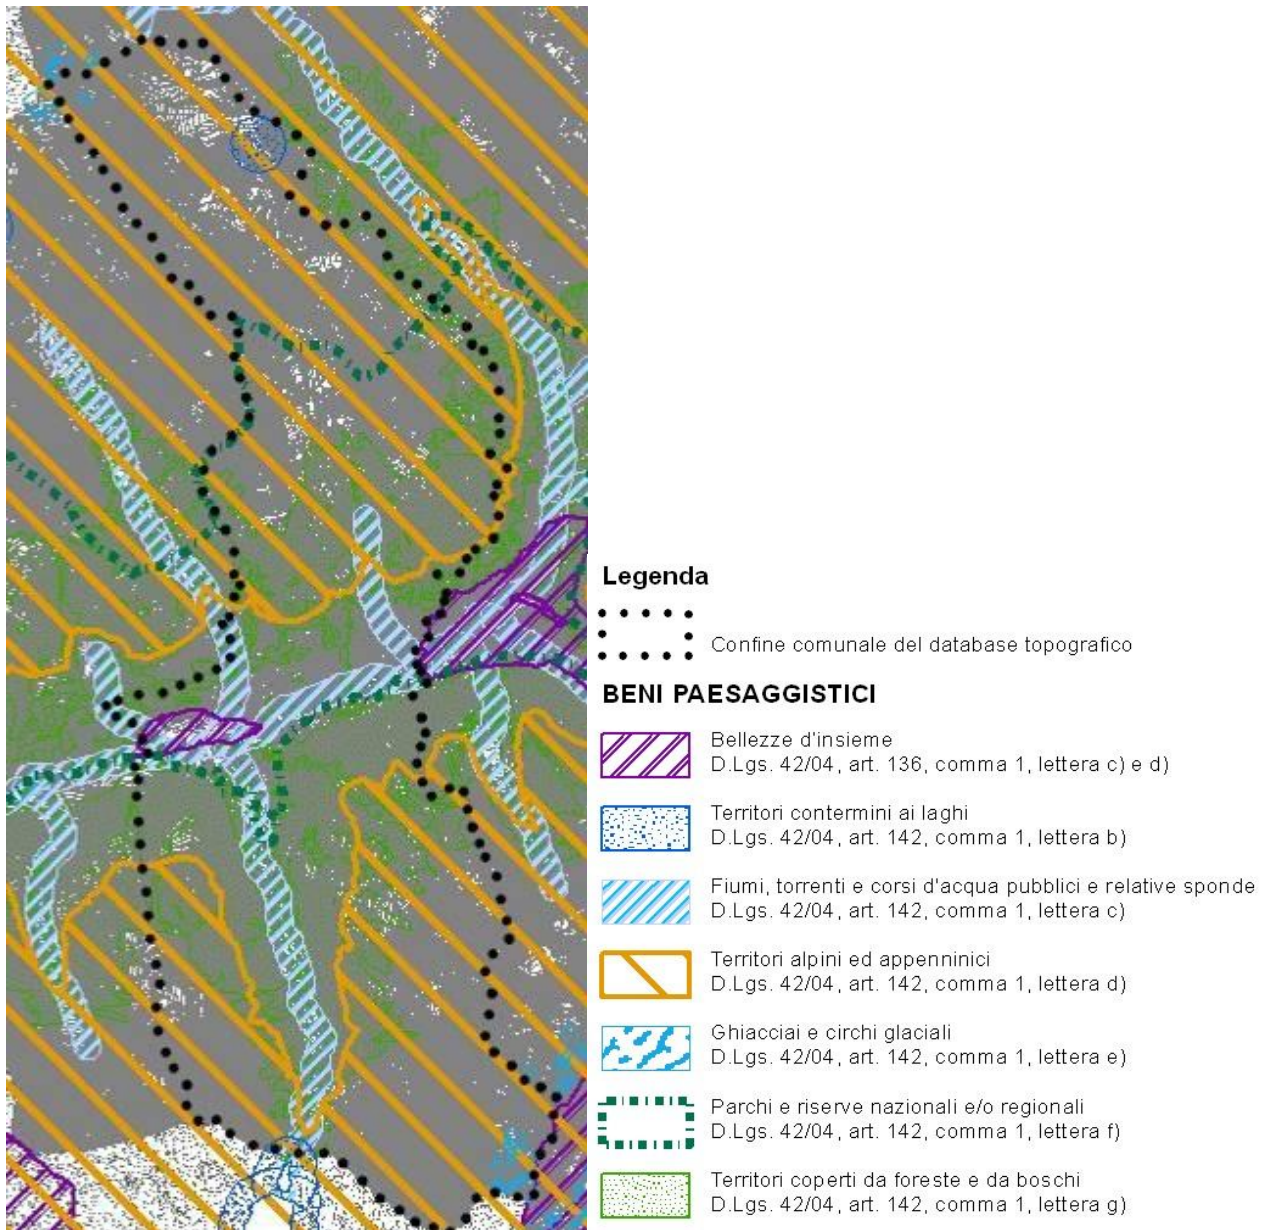 Legenda
Confine comunale del database topografico
BENI PAESAGGISTICI
Bellezze d'insieme
D.Lgs. 42/04, art. 136, comma 1, lettera c) e d)
Territori contermini ai laghi
D.Lgs. 42/04, art. 142, comma 1, lettera b)
Fiumi, torrenti e corsi d'acqua pubblici e relative sponde
D.Lgs. 42/04, art. 142, comma 1, lettera c)
Territori alpini ed appenninici
D.Lgs. 42/04, art. 142, comma 1, lettera d)
Ghiacciai e circhi glaciali
D.Lgs. 42/04, art. 142, comma 1, lettera e)
Parchi e riserve nazionali e/o regionali
D.Lgs. 42/04, art. 142, comma 1, lettera f)
Territori coperti da foreste e da boschi
D.Lgs. 42/04, art. 142, comma 1, lettera g)